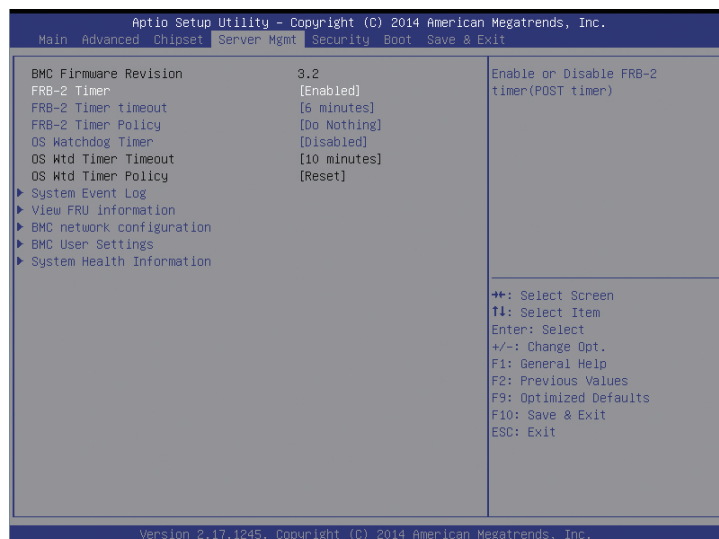 Aptio Setup Utility – Copyright (C) 2014 American Megatrends, Inc.
Main Advanced Chipset Server Mgmt Security Boot Save & Exit
BMC Firmware Revision 3.2
FRB-2 Timer [Enabled]
FRB-2 Timer timeout [6 minutes]
FRB-2 Timer Policy [Do Nothing]
OS Watchdog Timer [Disabled]
OS Wtd Timer Timeout [10 minutes]
OS Wtd Timer Policy [Reset]
System Event Log
View FRU information
BMC network configuration
BMC User Settings
System Health Information
Enable or Disable FRB-2
timer(POST timer)
→←: Select Screen
↑↓: Select Item
Enter: Select
+/-: Change Opt.
F1: General Help
F2: Previous Values
F9: Optimized Defaults
F10: Save & Exit
ESC: Exit
Version 2.17.1245. Copyright (C) 2014 American Megatrends, Inc.